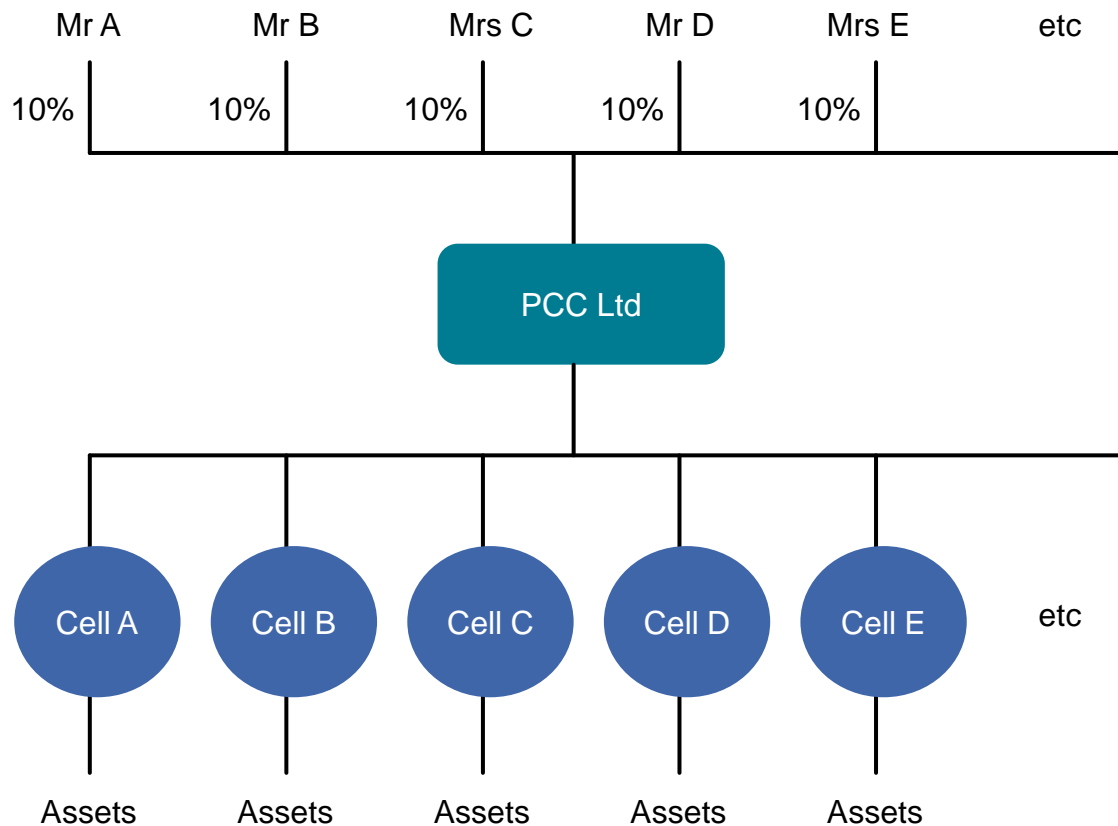 Mr A Mr B Mrs C Mr D Mrs E etc
10% 10% 10% 10% 10%
PCC Ltd
Cell A Cell B Cell C Cell D Cell E etc
Assets Assets Assets Assets Assets